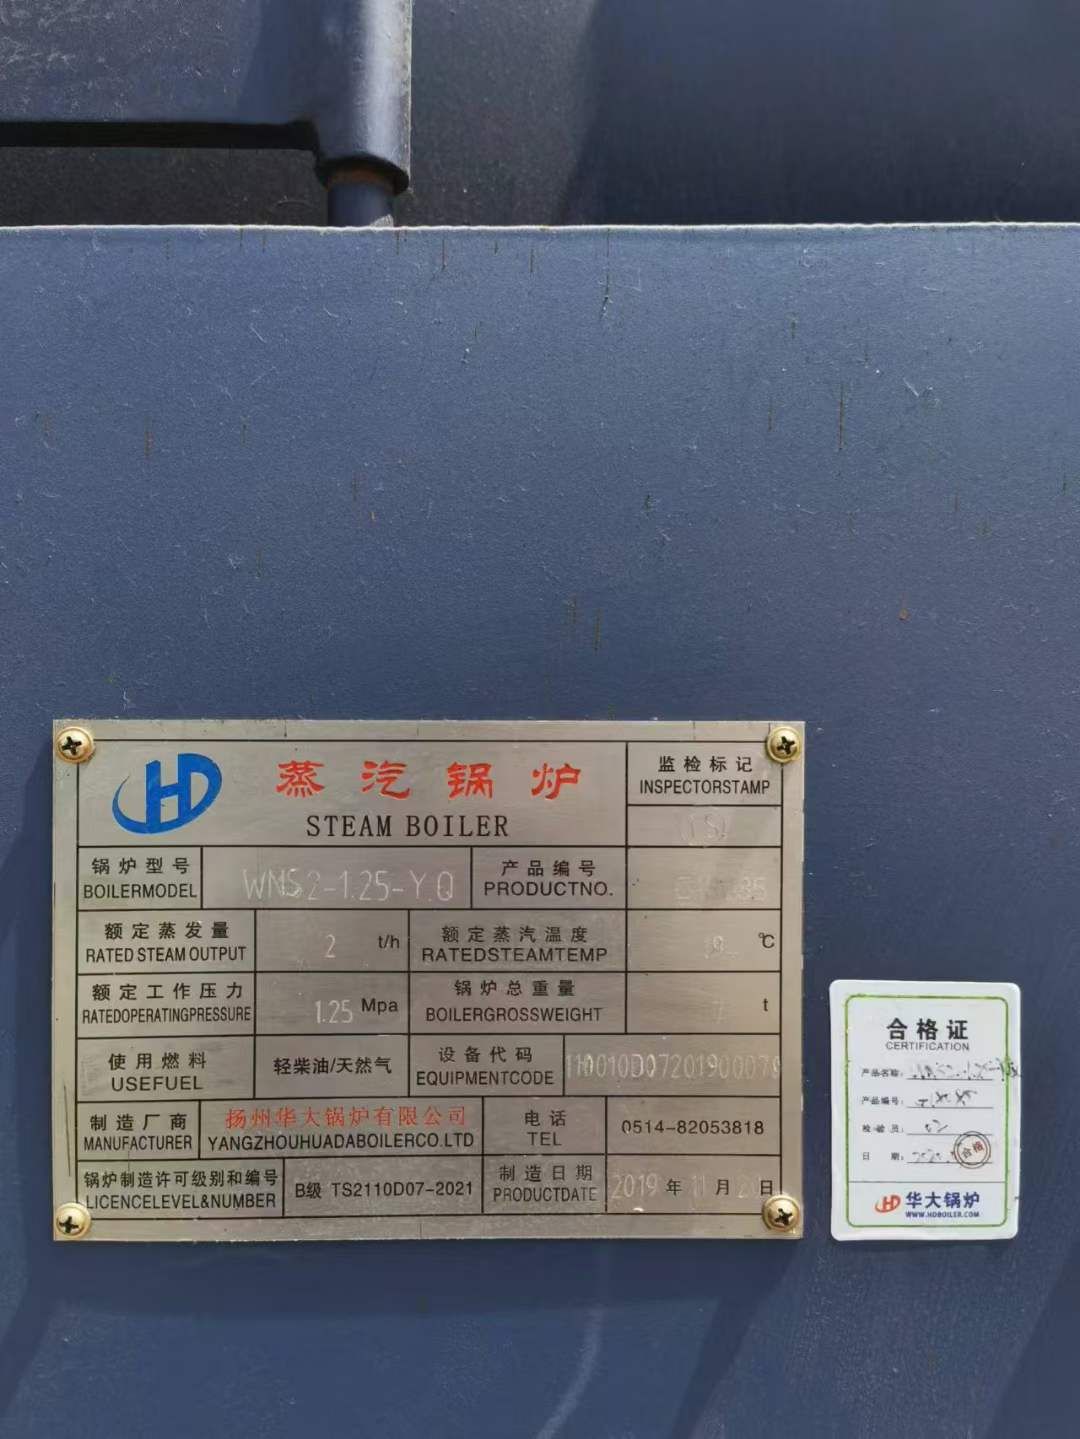 HD
蒸汽锅炉
STEAM BOILER
监检标记
INSPECTORSTAMP
锅炉型号
BOILERMODEL
WNS2-1.25-Y.Q
产品编号
PRODUCTNO.
额定蒸发量
RATED STEAM OUTPUT
2 t/h
额定蒸汽温度
RATEDSTEAMTEMP
℃
额定工作压力
RATEDOPERATINGPRESSURE
1.25 Mpa
锅炉总重量
BOILERGROSSWEIGHT
t
使用燃料
USEFUEL
轻柴油/天然气
设备代码
EQUIPMENTCODE
制造厂商
MANUFACTURER
扬州华大锅炉有限公司
YANGZHOUHUADABOILERCO.LTD
电话
TEL
0514-82053818
锅炉制造许可级别和编号
LICENCELEVEL&NUMBER
B级 TS2110D07-2021
制造日期
PRODUCTDATE
2019 年 11 月 日
合格证
CERTIFICATION
产品名称:
产品编号:
检验员:
日期:
合格
HD 华大锅炉
WWW.HDBOILER.COM